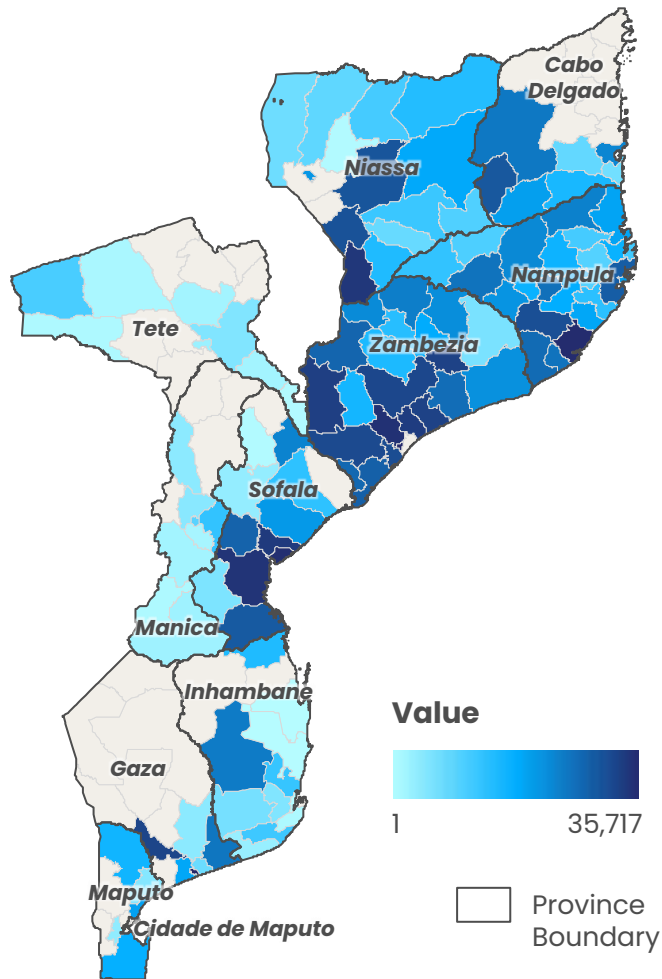 Cabo
Delgado
Niassa
Nampula
Tete
Zambezia
Sofala
Manica
Inhambane
Gaza
Maputo
Cidade de Maputo
Value
1
35,717
Province
Boundary